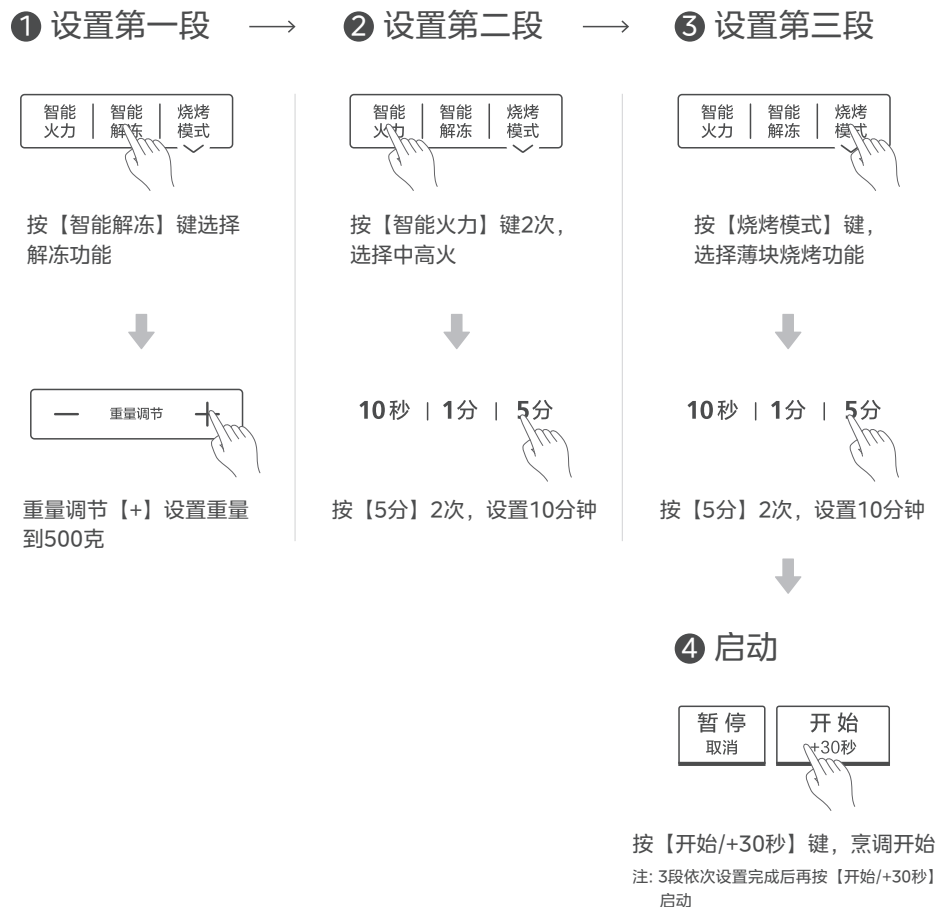 ❶ 设置第一段
智能 | 智能 | 烧烤
火力 | 解冻 | 模式
按【智能解冻】键选择
解冻功能
— 重量调节 +
重量调节【+】设置重量
到500克
❷ 设置第二段
智能 | 智能 | 烧烤
火力 | 解冻 | 模式
按【智能火力】键2次，
选择中高火
10秒 | 1分 | 5分
按【5分】2次，设置10分钟
❸ 设置第三段
智能 | 智能 | 烧烤
火力 | 解冻 | 模式
按【烧烤模式】键，
选择薄块烧烤功能
10秒 | 1分 | 5分
按【5分】2次，设置10分钟
❹ 启动
暂停 开始
取消 +30秒
按【开始/+30秒】键，烹调开始
注: 3段依次设置完成后再按【开始/+30秒】
启动